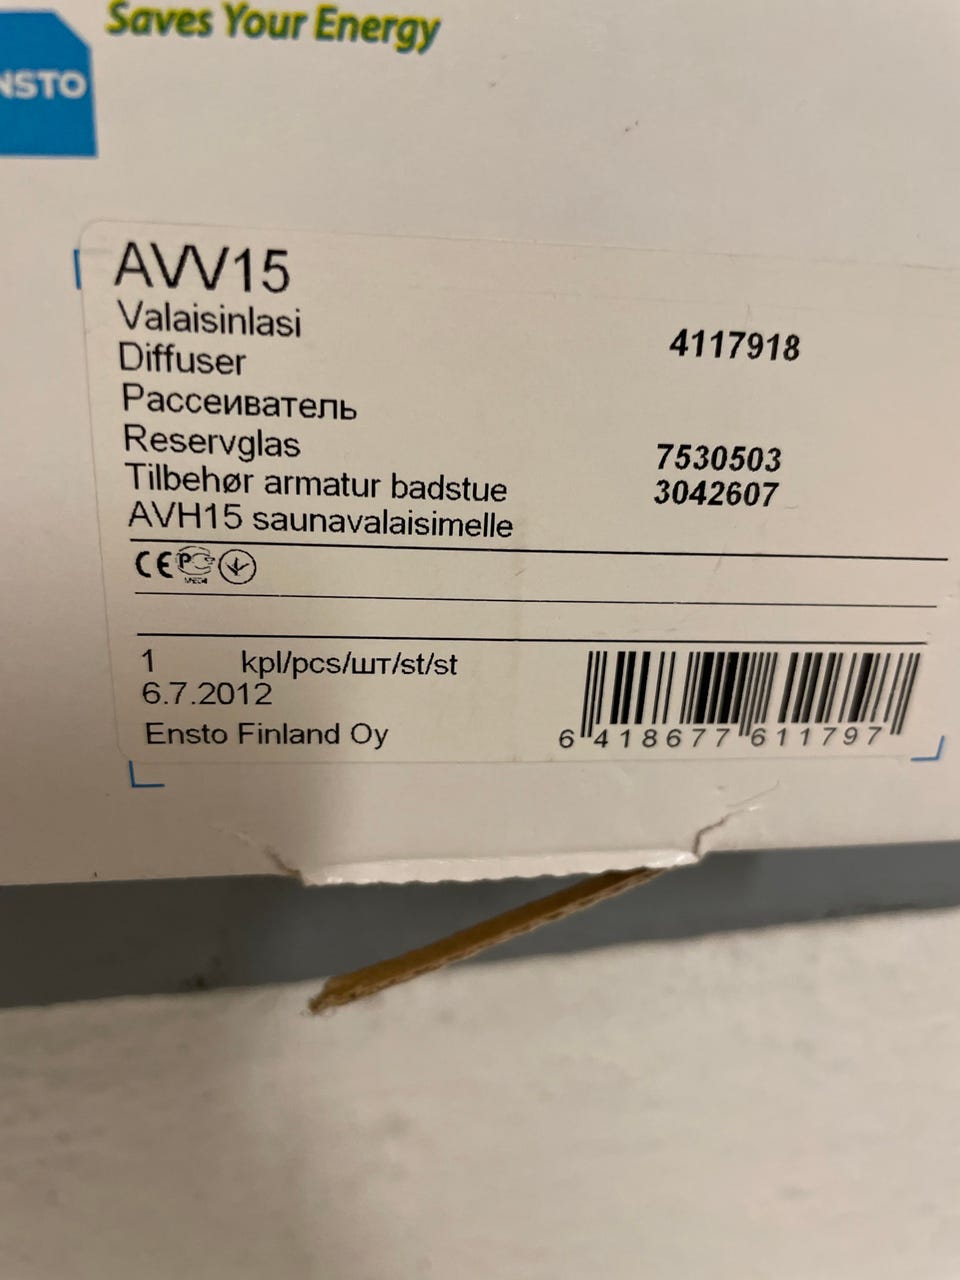 Saves Your Energy
NSTO
AVV15
Valaisinlasi
Diffuser 4117918
Рассеиватель
Reservglas 7530503
Tilbehør armatur badstue 3042607
AVH15 saunavalaisimelle
CE
1 kpl/pcs/шт/st/st
6.7.2012
Ensto Finland Oy
6 418677 611797